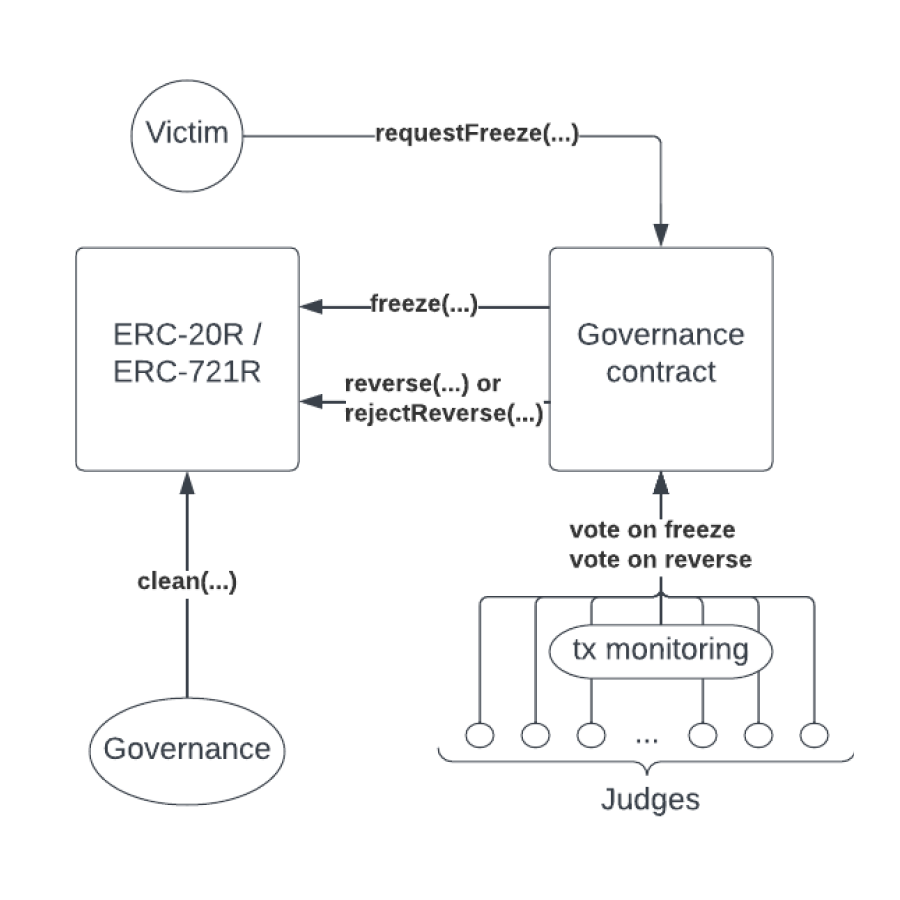 Victim
requestFreeze(...)
freeze(...)
ERC-20R /
ERC-721R
Governance
contract
reverse(...) or
rejectReverse(...)
vote on freeze
vote on reverse
clean(...)
tx monitoring
Governance
...
Judges